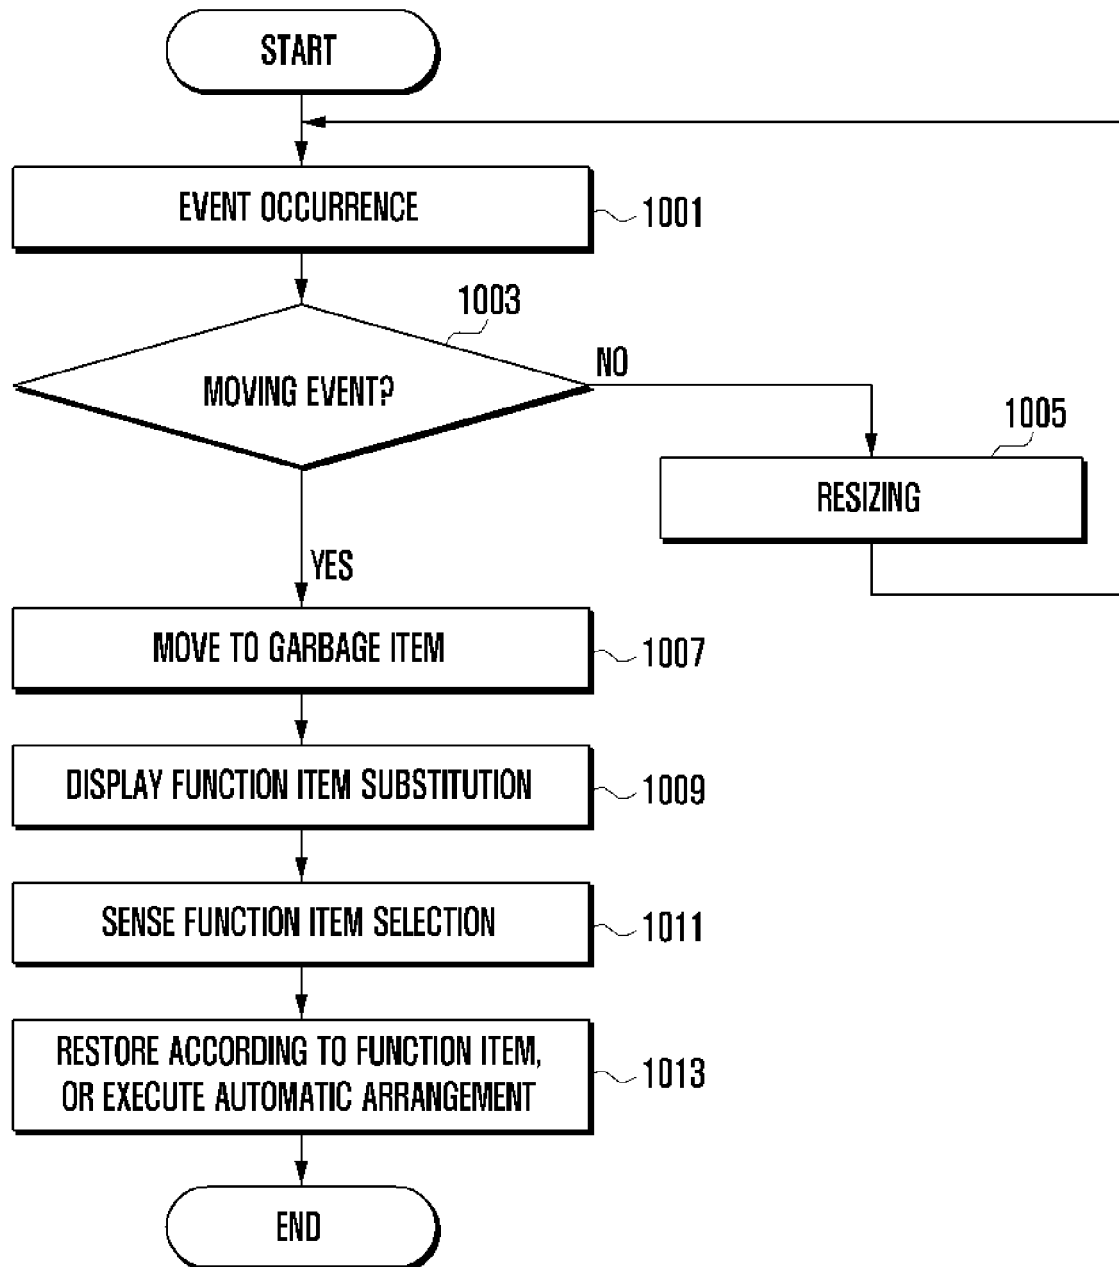 START
EVENT OCCURRENCE
1001
1003
MOVING EVENT?
NO
1005
RESIZING
YES
MOVE TO GARBAGE ITEM
1007
DISPLAY FUNCTION ITEM SUBSTITUTION
1009
SENSE FUNCTION ITEM SELECTION
1011
RESTORE ACCORDING TO FUNCTION ITEM,
OR EXECUTE AUTOMATIC ARRANGEMENT
1013
END